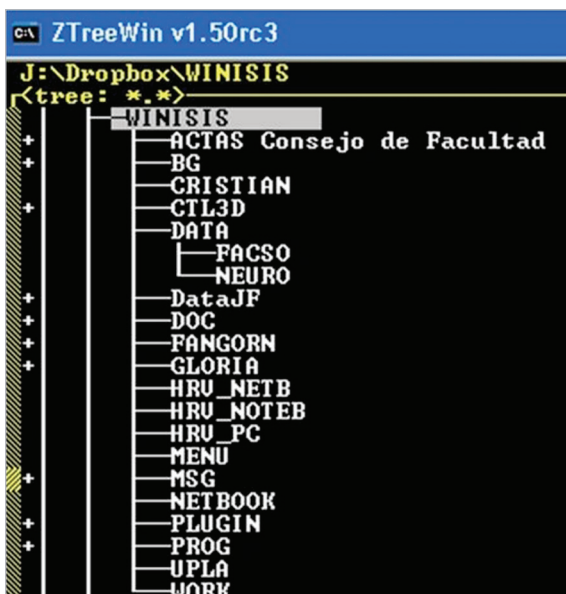 C:\ ZTreeWin v1.50rc3
J:\Dropbox\WINISIS
<tree: *.*>
WINISIS
+ ACTAS Consejo de Facultad
+ BG
CRISTIAN
+ CTL3D
DATA
FACSO
NEURO
+ DataJF
+ DOC
+ FANGORN
+ GLORIA
HRV_NETB
HRV_NOTEB
HRV_PC
MENU
+ MSG
NETBOOK
+ PLUGIN
+ PROG
UPLA
WORK